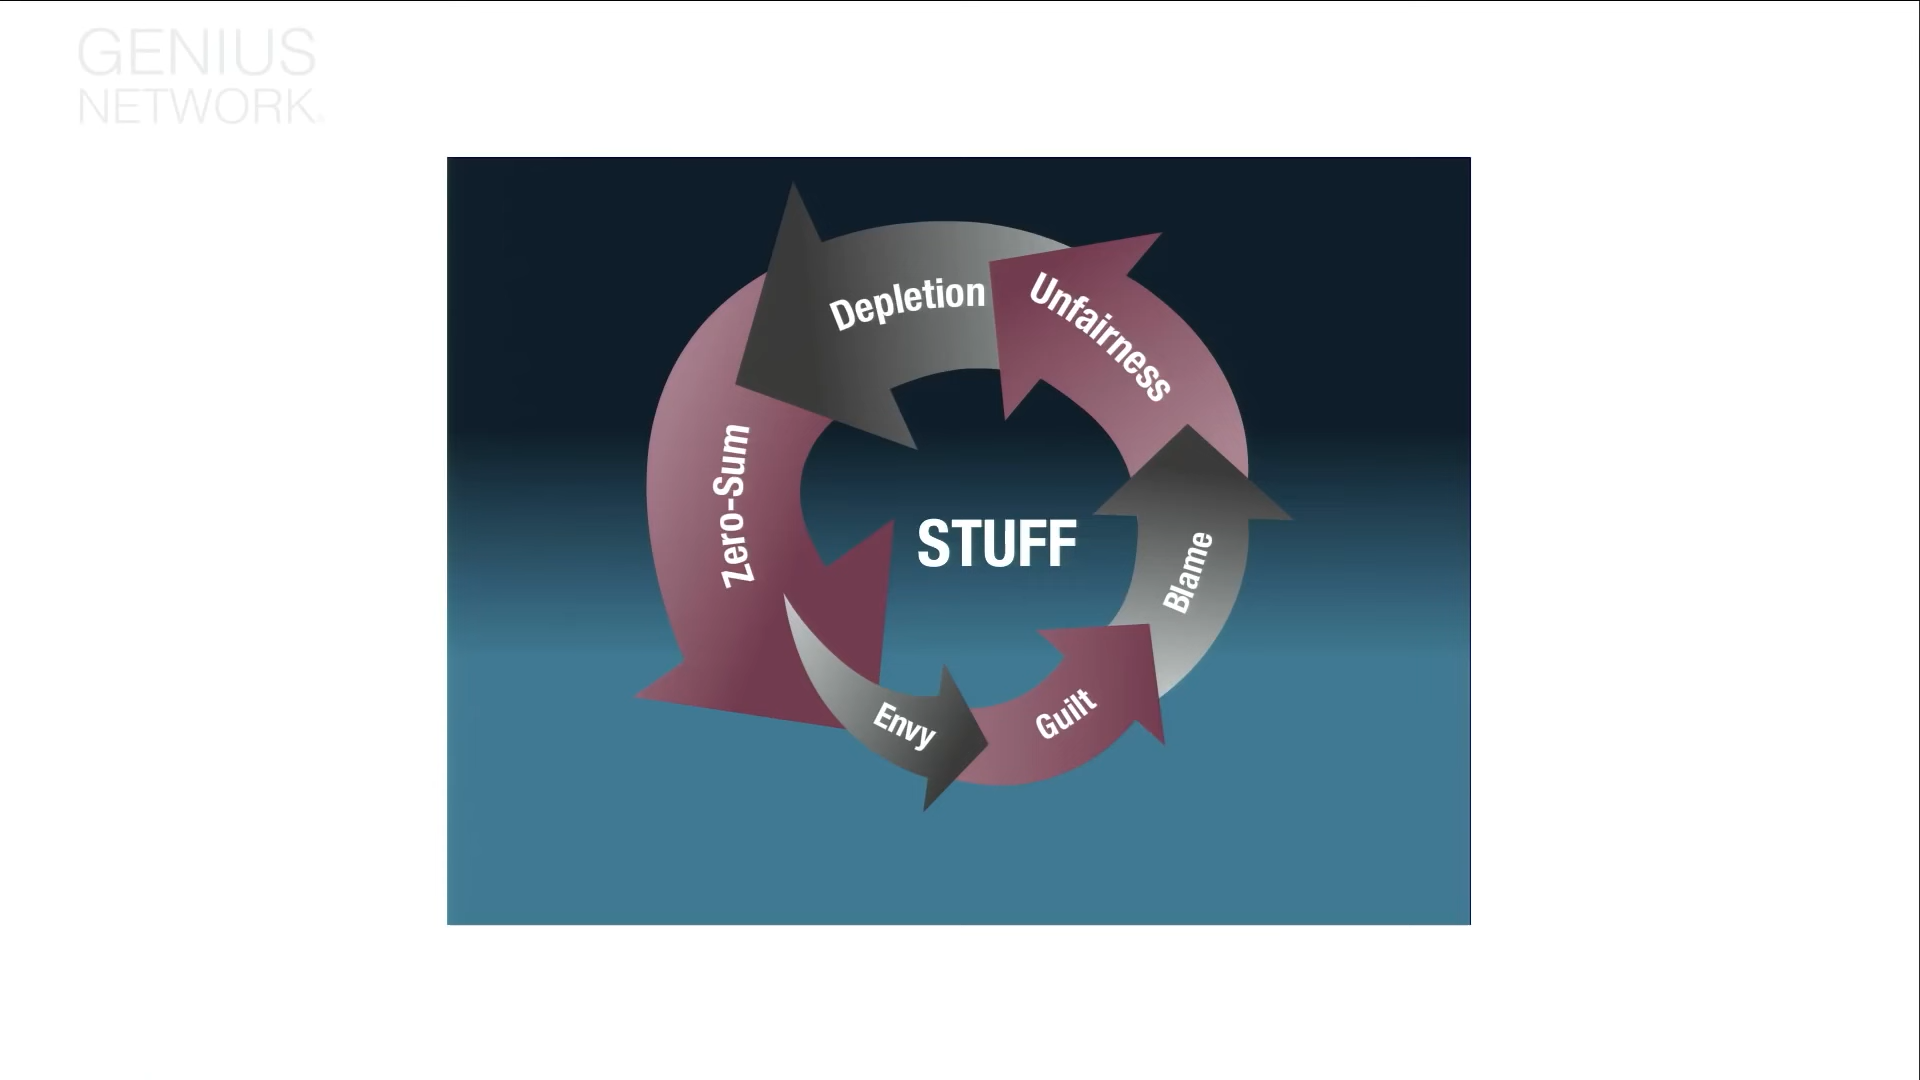 GENIUS
NETWORK®
Depletion
Unfairness
Zero-Sum
STUFF
Blame
Envy
Guilt